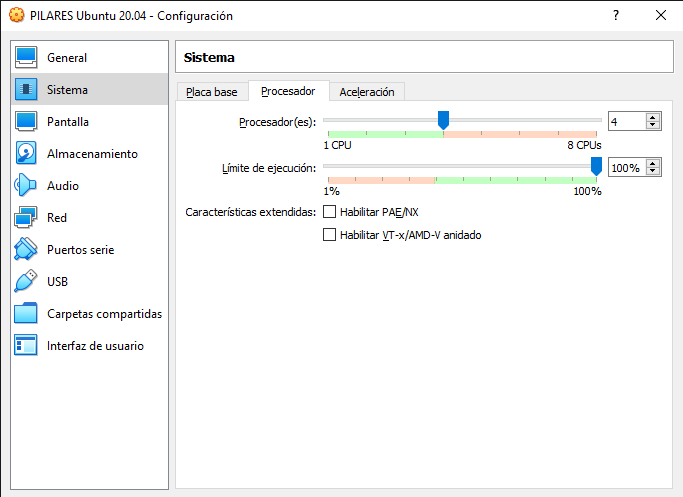 PILARES Ubuntu 20.04 - Configuración
General
Sistema
Pantalla
Almacenamiento
Audio
Red
Puertos serie
USB
Carpetas compartidas
Interfaz de usuario
Sistema
Placa base Procesador Aceleración
Procesador(es): 4
1 CPU 8 CPUs
Límite de ejecución: 100%
1% 100%
Características extendidas: Habilitar PAE/NX
Habilitar VT-x/AMD-V anidado